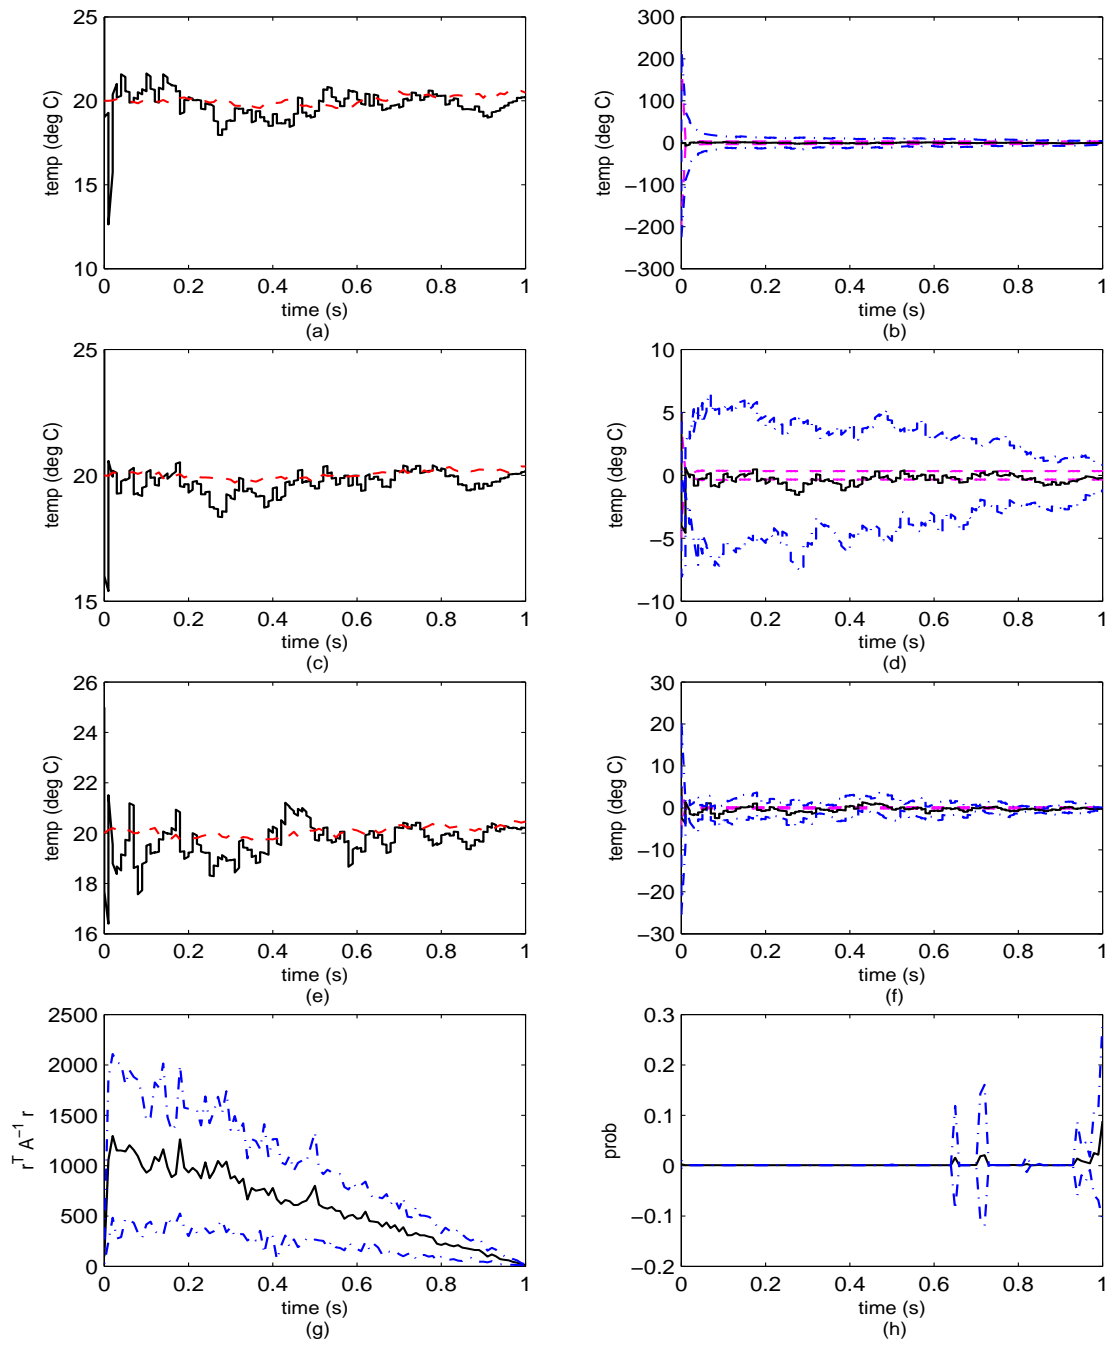 25
20
15
10
temp (deg C)
0 0.2 0.4 0.6 0.8 1
time (s)
(a)
300
200
100
0
−100
−200
−300
temp (deg C)
0 0.2 0.4 0.6 0.8 1
time (s)
(b)
25
20
15
temp (deg C)
0 0.2 0.4 0.6 0.8 1
time (s)
(c)
10
5
0
−5
−10
temp (deg C)
0 0.2 0.4 0.6 0.8 1
time (s)
(d)
26
24
22
20
18
16
temp (deg C)
0 0.2 0.4 0.6 0.8 1
time (s)
(e)
30
20
10
0
−10
−20
−30
temp (deg C)
0 0.2 0.4 0.6 0.8 1
time (s)
(f)
2500
2000
1500
1000
500
0
r^T A^−1 r
0 0.2 0.4 0.6 0.8 1
time (s)
(g)
0.3
0.2
0.1
0
−0.1
−0.2
prob
0 0.2 0.4 0.6 0.8 1
time (s)
(h)